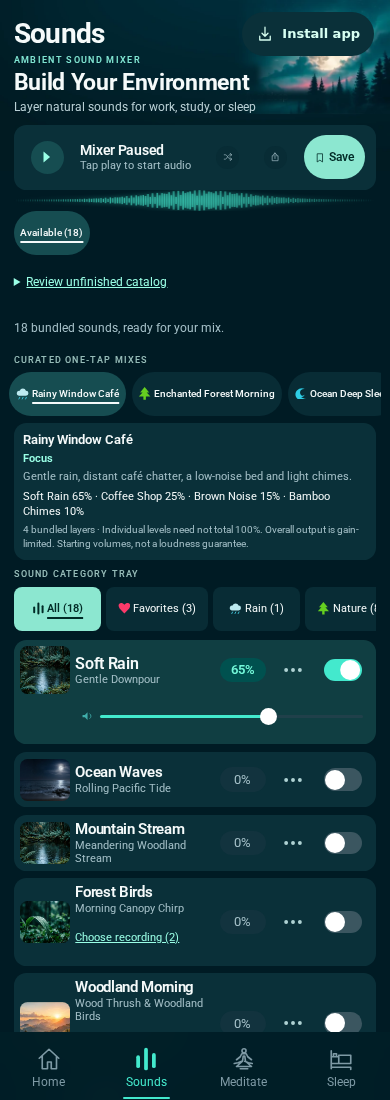 Sounds
Install app
AMBIENT SOUND MIXER
Build Your Environment
Layer natural sounds for work, study, or sleep
Mixer Paused
Tap play to start audio
Save
Available (18)
Review unfinished catalog
18 bundled sounds, ready for your mix.
CURATED ONE-TAP MIXES
Rainy Window Café
Enchanted Forest Morning
Ocean Deep
Rainy Window Café
Focus
Gentle rain, distant café chatter, a low-noise bed and light chimes.
Soft Rain 65% · Coffee Shop 25% · Brown Noise 15% · Bamboo
Chimes 10%
4 bundled layers · Individual levels need not total 100%. Overall output is gain-
limited. Starting volumes, not a loudness guarantee.
SOUND CATEGORY TRAY
All (18)
Favorites (3)
Rain (1)
Nature
Soft Rain
Gentle Downpour
65%
Ocean Waves
Rolling Pacific Tide
0%
Mountain Stream
Meandering Woodland
Stream
0%
Forest Birds
Morning Canopy Chirp
Choose recording (2)
0%
Woodland Morning
Wood Thrush & Woodland
Birds
0%
Home
Sounds
Meditate
Sleep